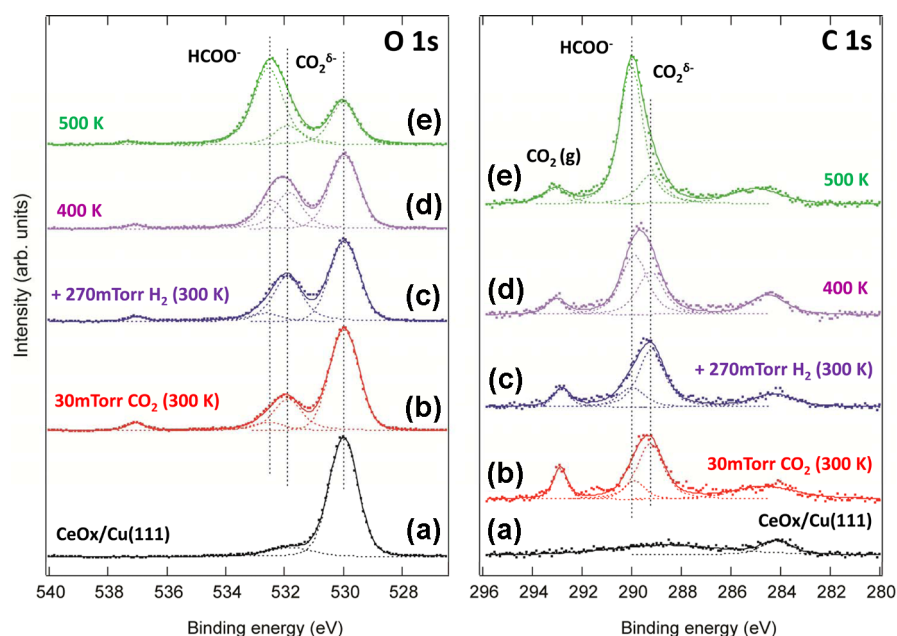 O 1s
HCOO⁻
CO₂ᵟ⁻
500 K
(e)
400 K
(d)
+ 270mTorr H₂ (300 K)
(c)
30mTorr CO₂ (300 K)
(b)
CeOx/Cu(111)
(a)
540 538 536 534 532 530 528
Binding energy (eV)
Intensity (arb. units)
C 1s
HCOO⁻
CO₂ᵟ⁻
CO₂ (g)
(e)
500 K
(d)
400 K
(c)
+ 270mTorr H₂ (300 K)
(b)
30mTorr CO₂ (300 K)
(a)
CeOx/Cu(111)
296 294 292 290 288 286 284 282 280
Binding energy (eV)